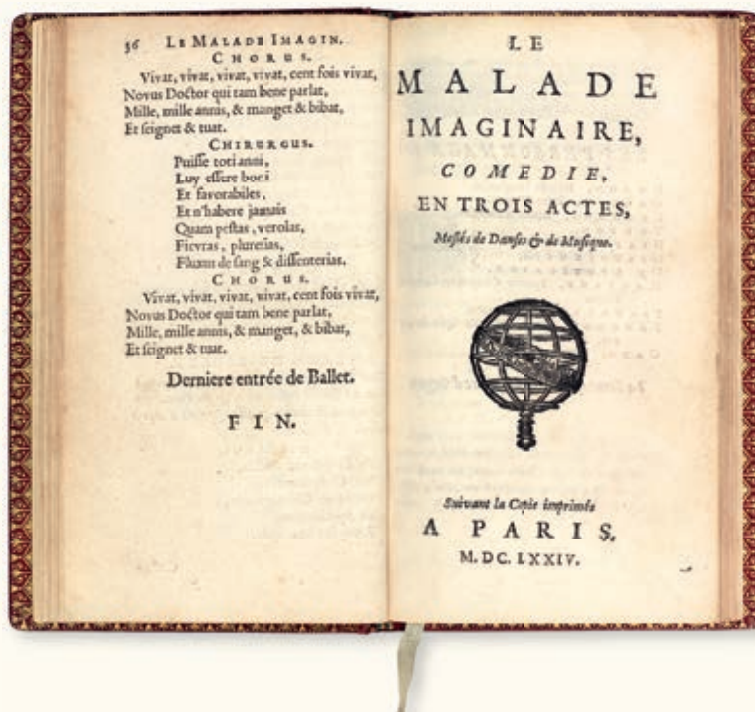 36 LE MALADE IMAGIN.
CHORUS.
Vivat, vivat, vivat, vivat, cent fois vivat,
Novus Doctor qui tam bene parlat,
Mille, mille annis, & manget & bibat,
Et seignet & tuat.
CHIRURGUS.
Puisse toti anni,
Luy essere boni
Et favorabiles,
Et n'habere jamais
Quam pestas, verolas,
Fievras, pluresias,
Fluxus de sang & dissenterias.
CHORUS.
Vivat, vivat, vivat, vivat, cent fois vivat,
Novus Doctor qui tam bene parlat,
Mille, mille annis, & manget, & bibat,
Et seignet & tuat.
Derniere entrée de Ballet.
FIN.
LE
MALADE
IMAGINAIRE,
COMEDIE.
EN TROIS ACTES,
Meslés de Danses & de Musique.
Suivant la Copie imprimée
A PARIS.
M. DC. LXXIV.